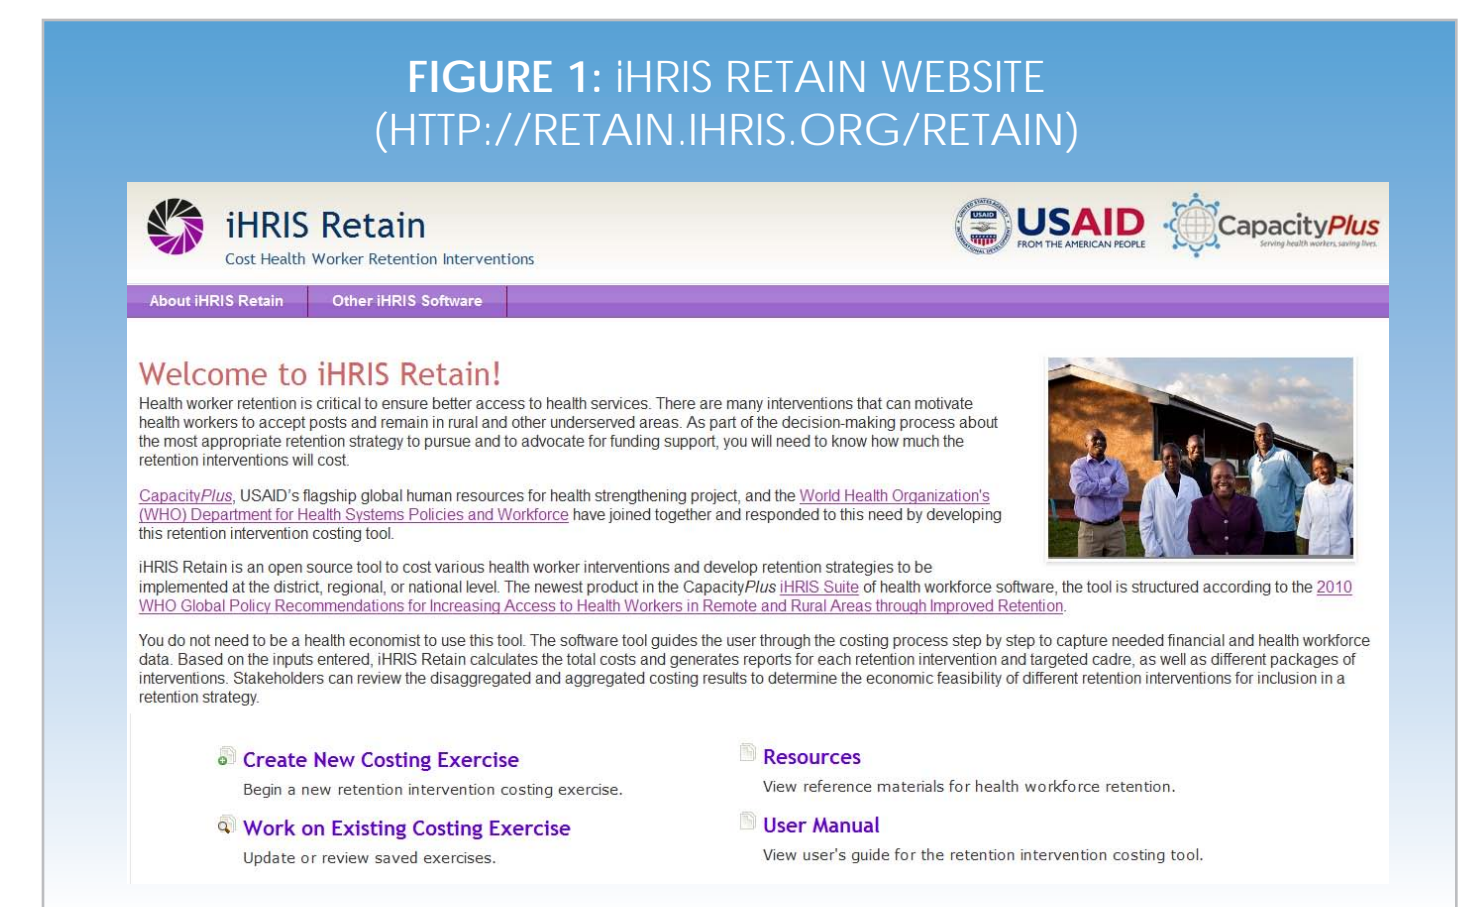 FIGURE 1: iHRIS RETAIN WEBSITE
(HTTP://RETAIN.IHRIS.ORG/RETAIN)
iHRIS Retain
Cost Health Worker Retention Interventions
USAID
USAID
FROM THE AMERICAN PEOPLE
CapacityPlus
Serving health workers, saving lives.
About iHRIS Retain
Other iHRIS Software
Welcome to iHRIS Retain!
Health worker retention is critical to ensure better access to health services. There are many interventions that can motivate
health workers to accept posts and remain in rural and other underserved areas. As part of the decision-making process about
the most appropriate retention strategy to pursue and to advocate for funding support, you will need to know how much the
retention interventions will cost.
CapacityPlus, USAID's flagship global human resources for health strengthening project, and the World Health Organization's
(WHO) Department for Health Systems Policies and Workforce have joined together and responded to this need by developing
this retention intervention costing tool.
iHRIS Retain is an open source tool to cost various health worker interventions and develop retention strategies to be
implemented at the district, regional, or national level. The newest product in the CapacityPlus iHRIS Suite of health workforce software, the tool is structured according to the 2010
WHO Global Policy Recommendations for Increasing Access to Health Workers in Remote and Rural Areas through Improved Retention.
You do not need to be a health economist to use this tool. The software tool guides the user through the costing process step by step to capture needed financial and health workforce
data. Based on the inputs entered, iHRIS Retain calculates the total costs and generates reports for each retention intervention and targeted cadre, as well as different packages of
interventions. Stakeholders can review the disaggregated and aggregated costing results to determine the economic feasibility of different retention interventions for inclusion in a
retention strategy.
Create New Costing Exercise
Begin a new retention intervention costing exercise.
Work on Existing Costing Exercise
Update or review saved exercises.
Resources
View reference materials for health workforce retention.
User Manual
View user's guide for the retention intervention costing tool.